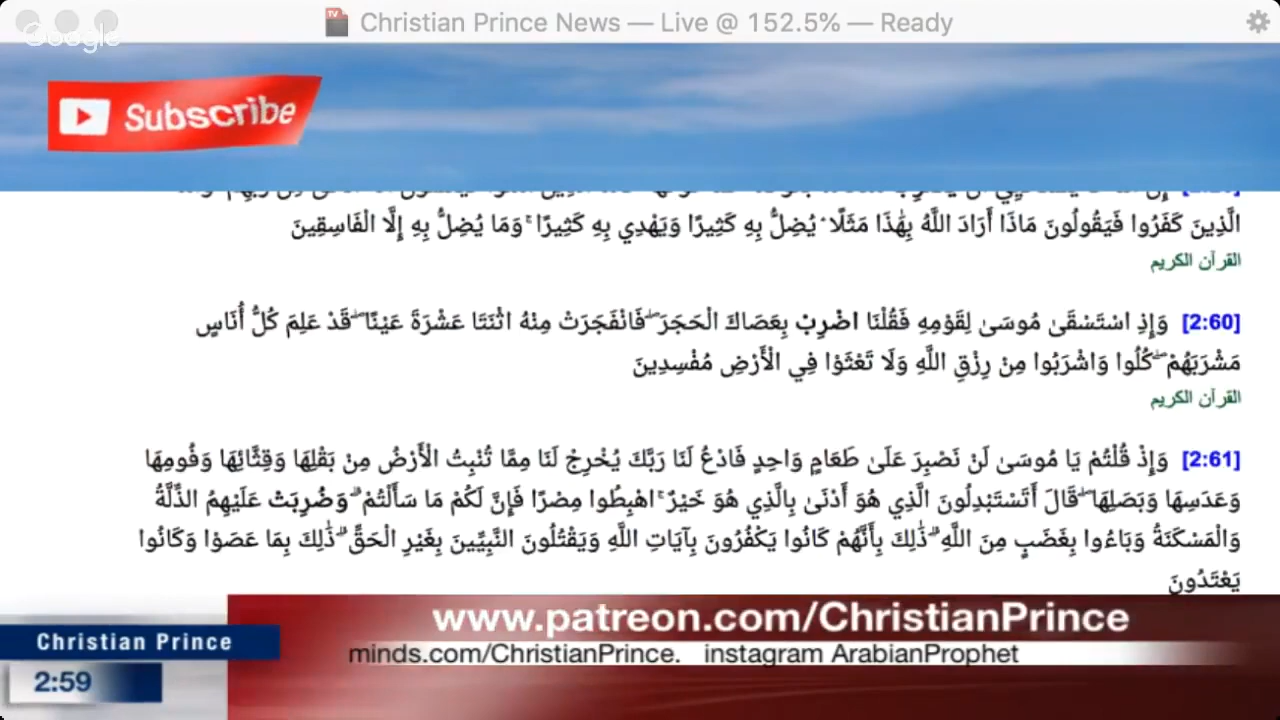 Christian Prince News — Live @ 152.5% — Ready
Google
TV
Subscribe
الَّذِينَ كَفَرُوا فَيَقُولُونَ مَاذَا أَرَادَ اللَّهُ بِهَٰذَا مَثَلًا ۘ يُضِلُّ بِهِ كَثِيرًا وَيَهْدِي بِهِ كَثِيرًا ۚ وَمَا يُضِلُّ بِهِ إِلَّا الْفَاسِقِينَ
القرآن الكريم
[2:60] وَإِذِ اسْتَسْقَىٰ مُوسَىٰ لِقَوْمِهِ فَقُلْنَا اضْرِبْ بِعَصَاكَ الْحَجَرَ ۖ فَانْفَجَرَتْ مِنْهُ اثْنَتَا عَشْرَةَ عَيْنًا ۖ قَدْ عَلِمَ كُلُّ أُنَاسٍ
مَشْرَبَهُمْ ۖ كُلُوا وَاشْرَبُوا مِنْ رِزْقِ اللَّهِ وَلَا تَعْثَوْا فِي الْأَرْضِ مُفْسِدِينَ
القرآن الكريم
[2:61] وَإِذْ قُلْتُمْ يَا مُوسَىٰ لَنْ نَصْبِرَ عَلَىٰ طَعَامٍ وَاحِدٍ فَادْعُ لَنَا رَبَّكَ يُخْرِجْ لَنَا مِمَّا تُنْبِتُ الْأَرْضُ مِنْ بَقْلِهَا وَقِثَّائِهَا وَفُومِهَا
وَعَدَسِهَا وَبَصَلِهَا ۖ قَالَ أَتَسْتَبْدِلُونَ الَّذِي هُوَ أَدْنَىٰ بِالَّذِي هُوَ خَيْرٌ ۚ اهْبِطُوا مِصْرًا فَإِنَّ لَكُمْ مَا سَأَلْتُمْ ۗ وَضُرِبَتْ عَلَيْهِمُ الذِّلَّةُ
وَالْمَسْكَنَةُ وَبَاءُوا بِغَضَبٍ مِنَ اللَّهِ ۗ ذَٰلِكَ بِأَنَّهُمْ كَانُوا يَكْفُرُونَ بِآيَاتِ اللَّهِ وَيَقْتُلُونَ النَّبِيِّينَ بِغَيْرِ الْحَقِّ ۗ ذَٰلِكَ بِمَا عَصَوْا وَكَانُوا
يَعْتَدُونَ
www.patreon.com/ChristianPrince
Christian Prince
minds.com/ChristianPrince. instagram ArabianProphet
2:59